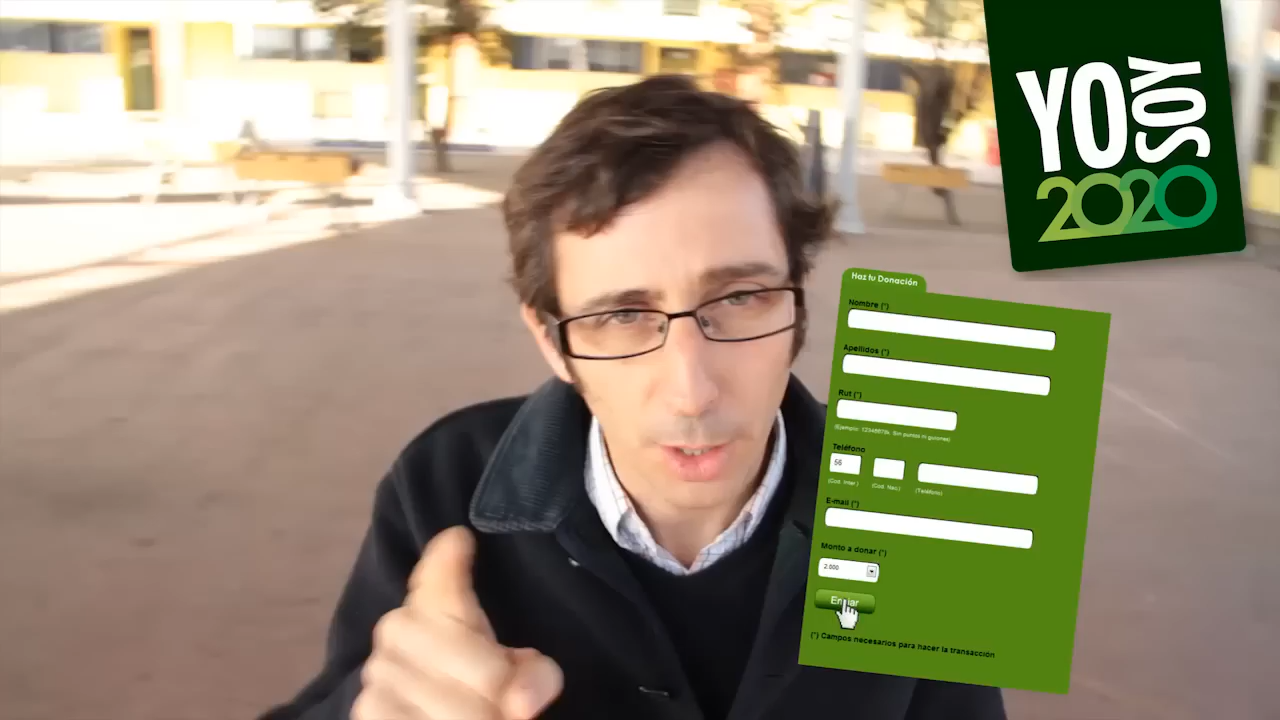 YO SOY
2020
Haz tu Donación
Nombre (*)
Apellidos (*)
Rut (*)
(Ejemplo: 12345678k Sin puntos ni guiones)
Teléfono
56
(Cod. Inter.) (Cod. Nac.) (Teléfono)
E-mail (*)
Monto a donar (*)
2.000
Enviar
(*) Campos necesarios para hacer la transacción